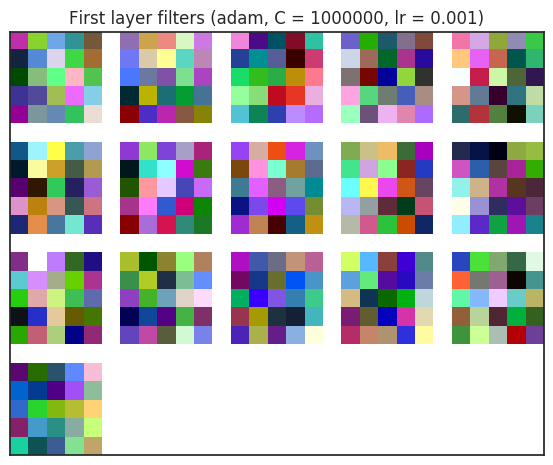 First layer filters (adam, C = 1000000, lr = 0.001)